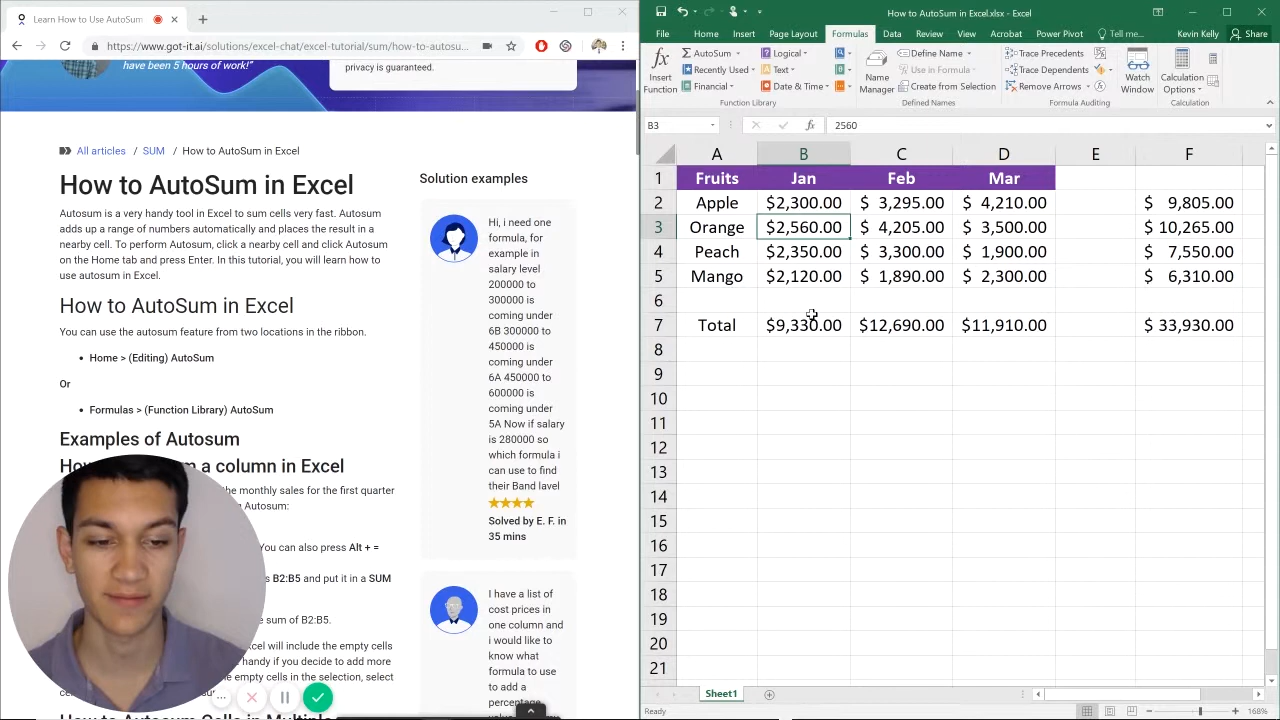 Learn How to Use AutoSum
https://www.got-it.ai/solutions/excel-chat/excel-tutorial/sum/how-to-autosu...
have been 5 hours of work!"
privacy is guaranteed.
All articles / SUM / How to AutoSum in Excel
How to AutoSum in Excel
Autosum is a very handy tool in Excel to sum cells very fast. Autosum
adds up a range of numbers automatically and places the result in a
nearby cell. To perform Autosum, click a nearby cell and click Autosum
on the Home tab and press Enter. In this tutorial, you will learn how to
use autosum in Excel.
How to AutoSum in Excel
You can use the autosum feature from two locations in the ribbon.
Home > (Editing) AutoSum
Or
Formulas > (Function Library) AutoSum
Examples of Autosum
a column in Excel
the monthly sales for the first quarter
You can also press Alt + =
B2:B5 and put it in a SUM
sum of B2:B5.
will include the empty cells
handy if you decide to add more
empty cells in the selection, select
How to Autosum Cells in Multiple
Solution examples
Hi, i need one
formula, for
example in
salary level
200000 to
300000 is
coming under
6B 300000 to
450000 is
coming under
6A 450000 to
600000 is
coming under
5A Now if salary
is 280000 so
which formula i
can use to find
their Band lavel
Solved by E. F. in
35 mins
I have a list of
cost prices in
one column and
i would like to
know what
formula to use
to add a
percentage
How to AutoSum in Excel.xlsx - Excel
File Home Insert Page Layout Formulas Data Review View Acrobat Power Pivot Tell me... Kevin Kelly Share
Insert
Function
AutoSum
Recently Used
Financial
Logical
Text
Date & Time
Function Library
Name
Manager
Define Name
Use in Formula
Create from Selection
Defined Names
Trace Precedents
Trace Dependents
Remove Arrows
Formula Auditing
Watch
Window
Calculation
Options
Calculation
B3 fx 2560
A B C D E F
1 Fruits Jan Feb Mar
2 Apple $2,300.00 $ 3,295.00 $ 4,210.00 $ 9,805.00
3 Orange $2,560.00 $ 4,205.00 $ 3,500.00 $ 10,265.00
4 Peach $2,350.00 $ 3,300.00 $ 1,900.00 $ 7,550.00
5 Mango $2,120.00 $ 1,890.00 $ 2,300.00 $ 6,310.00
6
7 Total $9,330.00 $12,690.00 $11,910.00 $ 33,930.00
8
9
10
11
12
13
14
15
16
17
18
19
20
21
Sheet1
Ready
168%